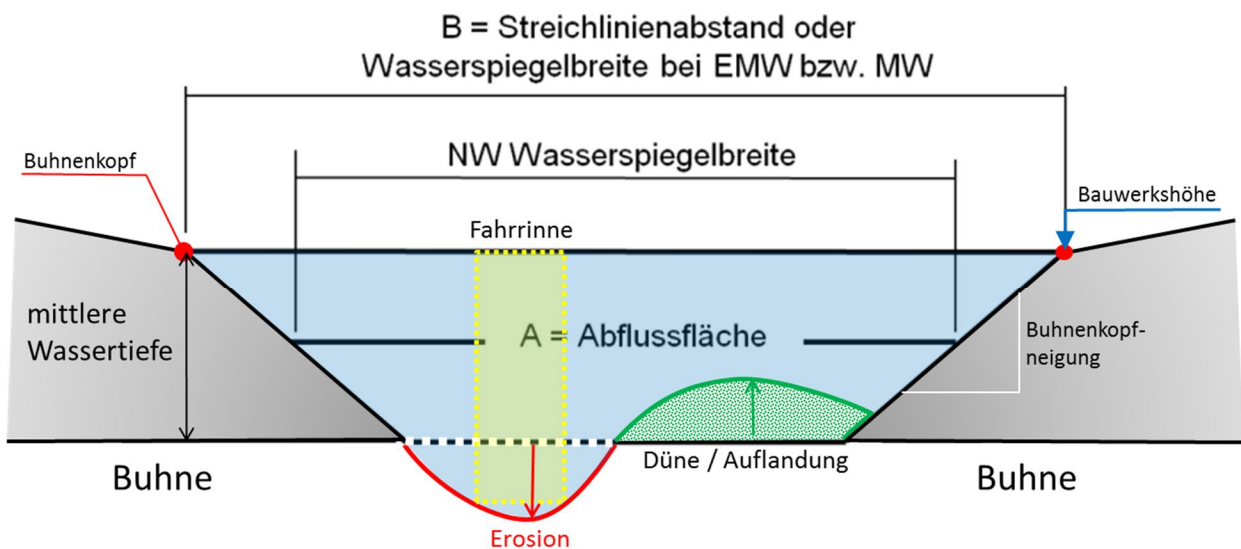 B = Streichlinienabstand oder
Wasserspiegelbreite bei EMW bzw. MW
Buhnenkopf
NW Wasserspiegelbreite
Bauwerkshöhe
Fahrrinne
mittlere
Wassertiefe
A = Abflussfläche
Buhnenkopf-
neigung
Düne / Auflandung
Buhne
Buhne
Erosion